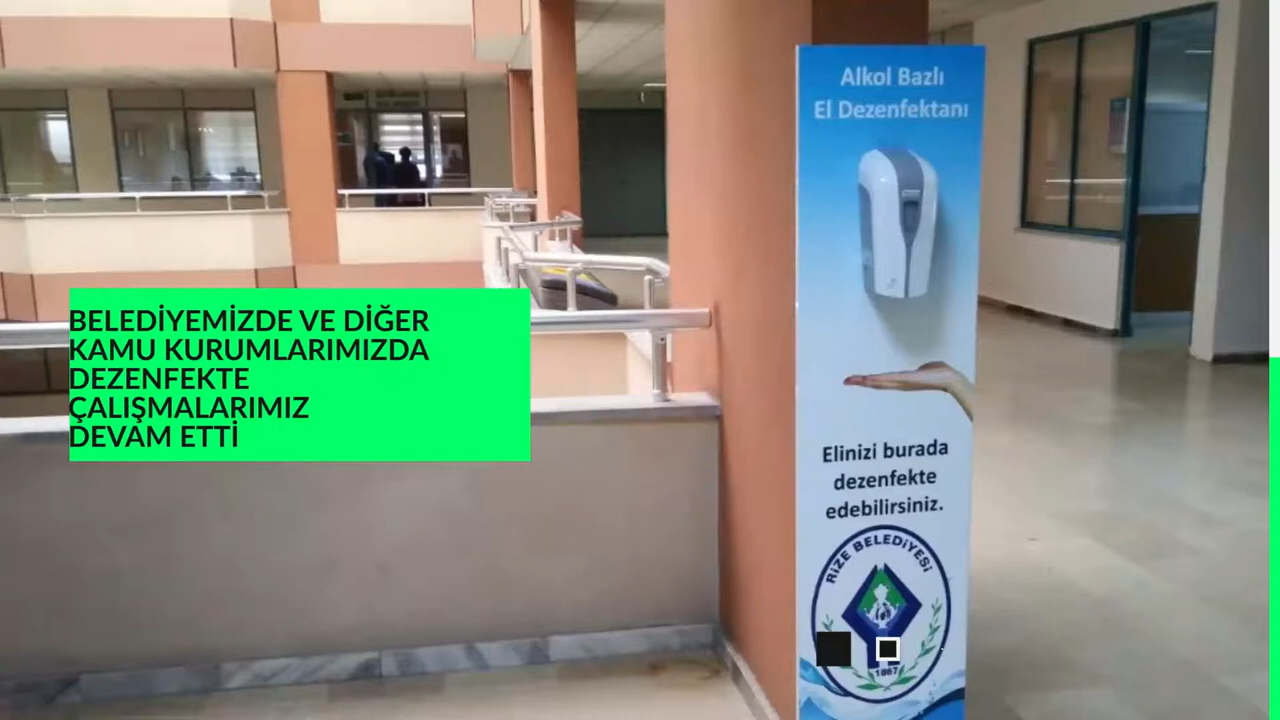 Alkol Bazlı
El Dezenfektanı
BELEDİYEMİZDE VE DİĞER
KAMU KURUMLARIMIZDA
DEZENFEKTE
ÇALIŞMALARIMIZ
DEVAM ETTİ
Elinizi burada
dezenfekte
edebilirsiniz.
RİZE BELEDİYESİ
1867